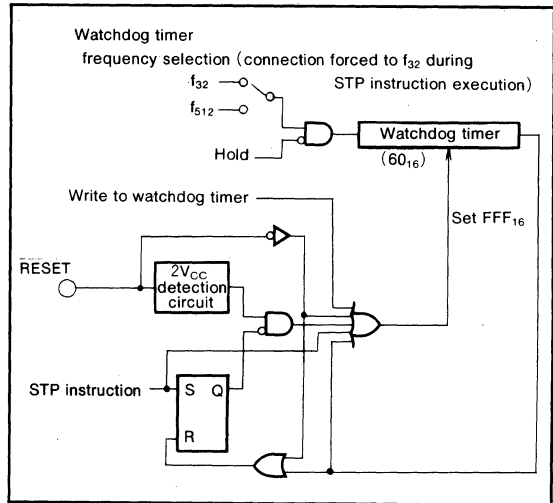 Watchdog timer
frequency selection (connection forced to f32 during
STP instruction execution)
f32
f512
Hold
Watchdog timer
(6016)
Write to watchdog timer
Set FFF16
RESET
2VCC
detection
circuit
STP instruction
S Q
R